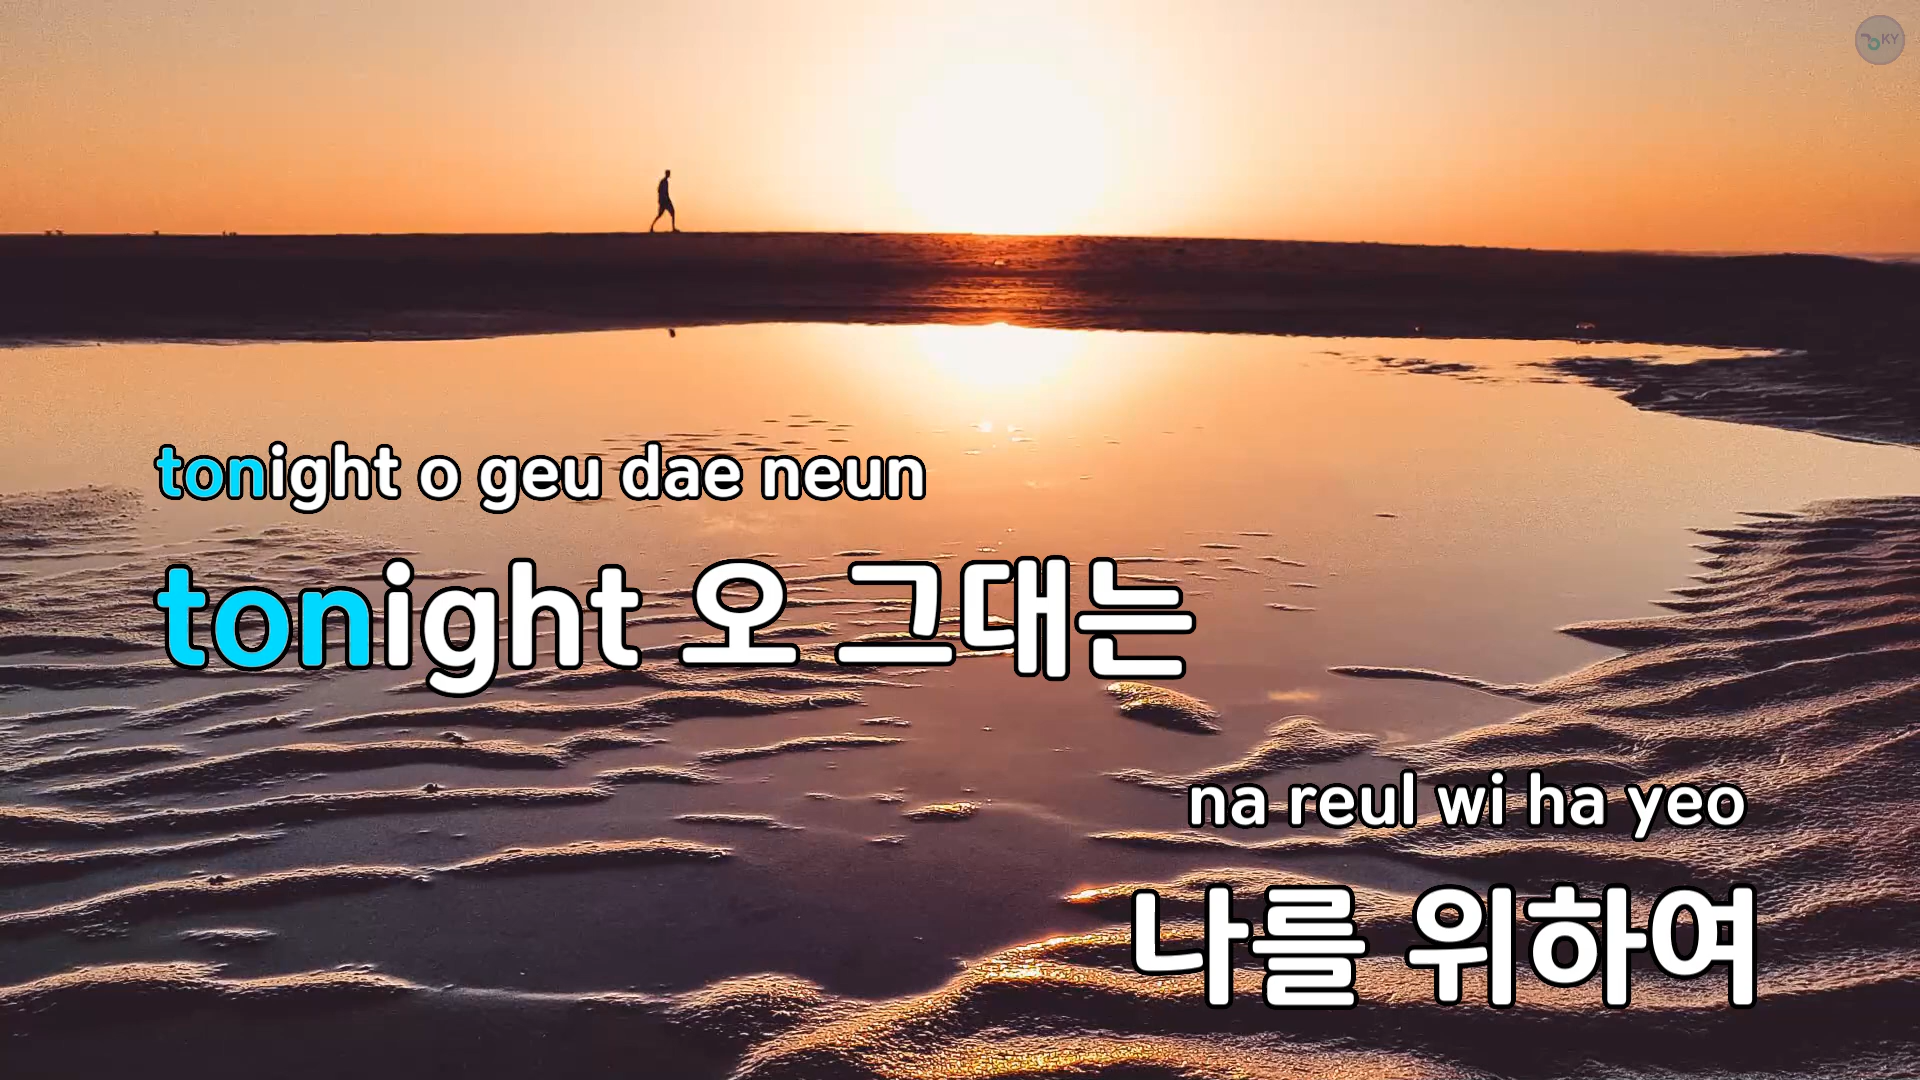 KY
tonight o geu dae neun
tonight 오 그대는
na reul wi ha yeo
나를 위하여